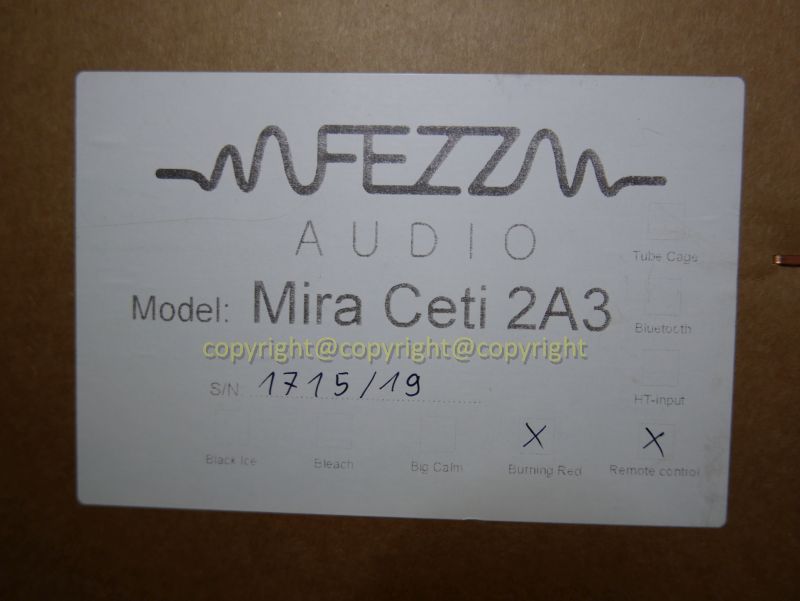 FEZZ
AUDIO
Tube Cage
Model: Mira Ceti 2A3
Bluetooth
copyright@copyright@copyright
S/N: 1715/19
HT-input
X X
Black Ice Bleach Big Calm Burning Red Remote control